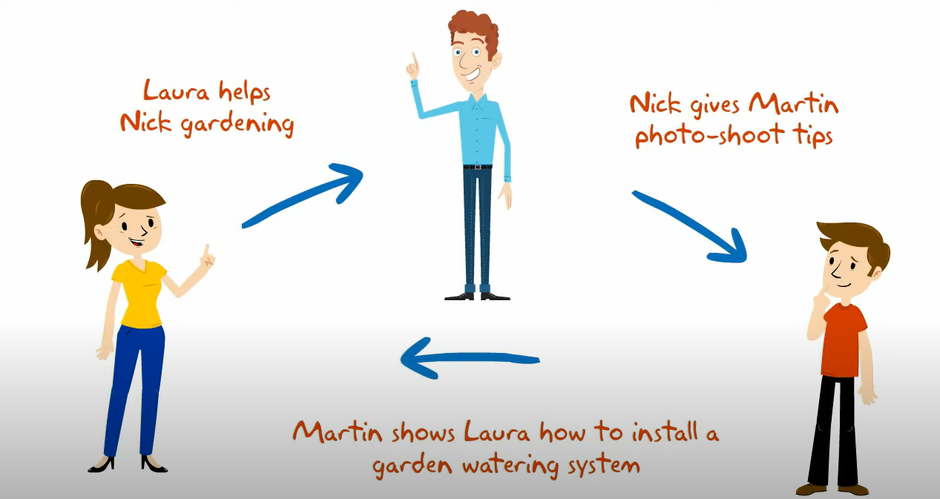 Laura helps
Nick gardening
Nick gives Martin
photo-shoot tips
Martin shows Laura how to install a
garden watering system